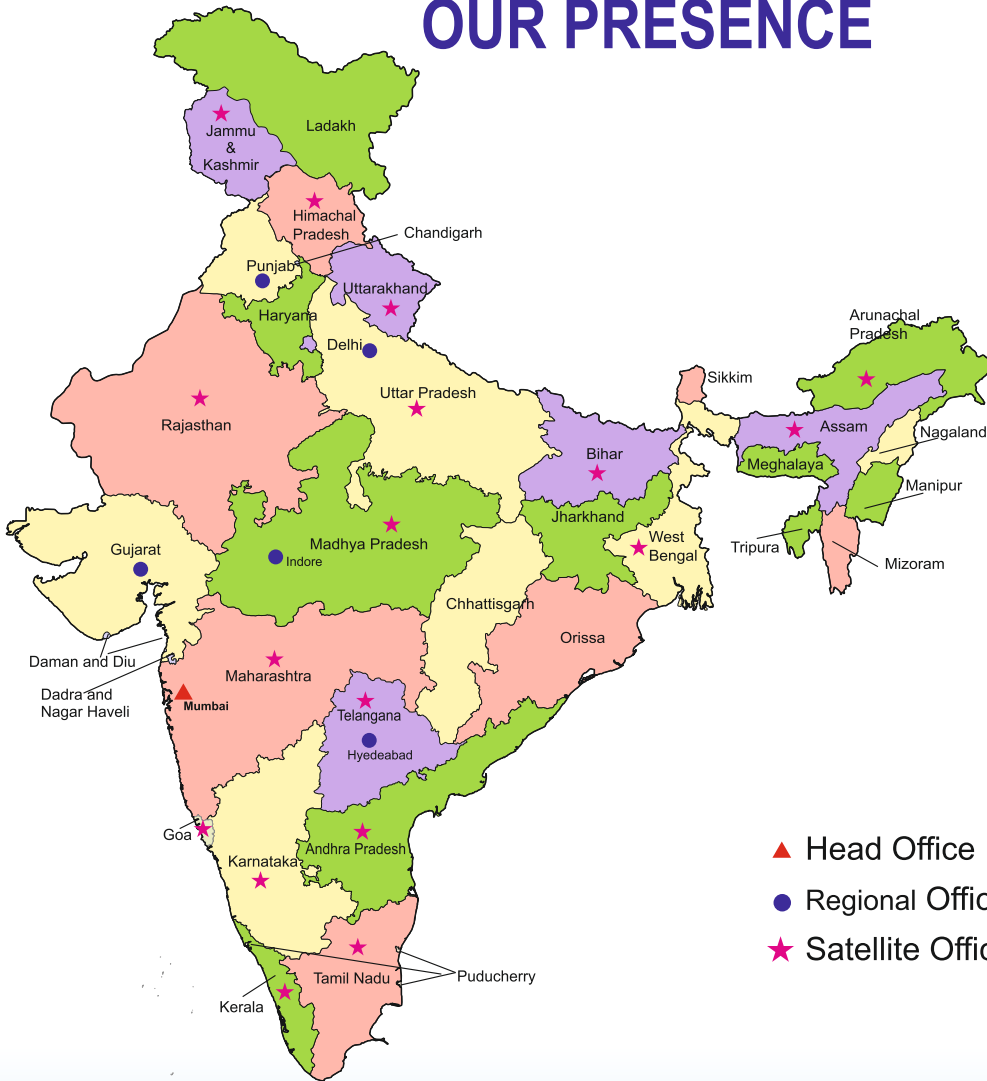 OUR PRESENCE
Ladakh
Jammu
&
Kashmir
Himachal
Pradesh
Chandigarh
Punjab
Uttarakhand
Haryana
Delhi
Arunachal
Pradesh
Sikkim
Uttar Pradesh
Rajasthan
Assam
Nagaland
Bihar
Meghalaya
Manipur
Jharkhand
Madhya Pradesh
West
Bengal
Tripura
Gujarat
Indore
Mizoram
Chhattisgarh
Orissa
Daman and Diu
Maharashtra
Dadra and
Nagar Haveli
Mumbai
Telangana
Hyedeabad
Goa
Andhra Pradesh
Karnataka
Head Office
Regional Offic
Satellite Offic
Tamil Nadu
Puducherry
Kerala